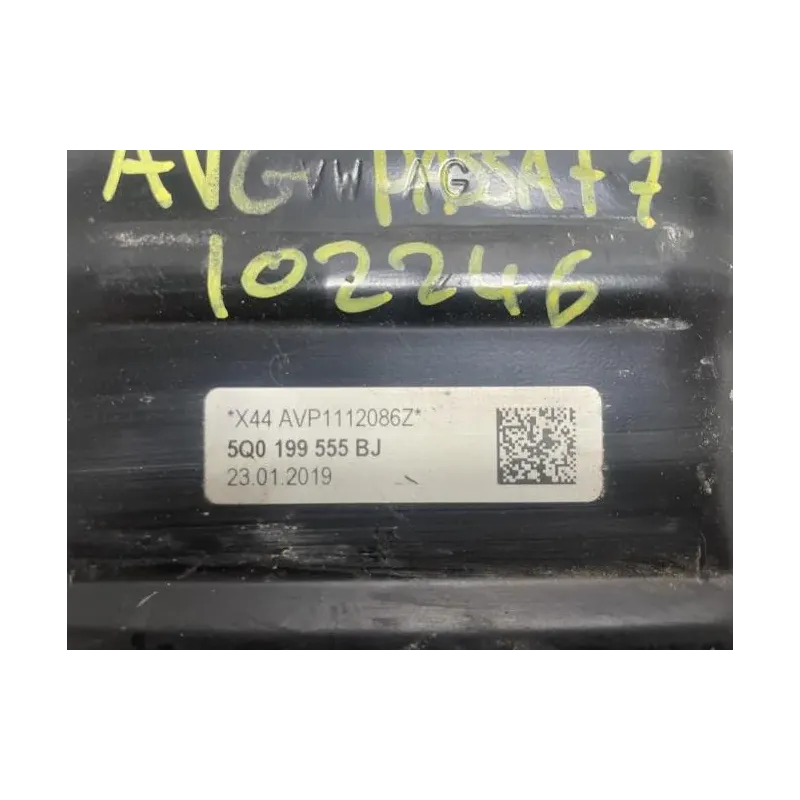 AVG PASSAT 7
VW AG
102246
*X44 AVP1112086Z*
5Q0 199 555 BJ
23.01.2019